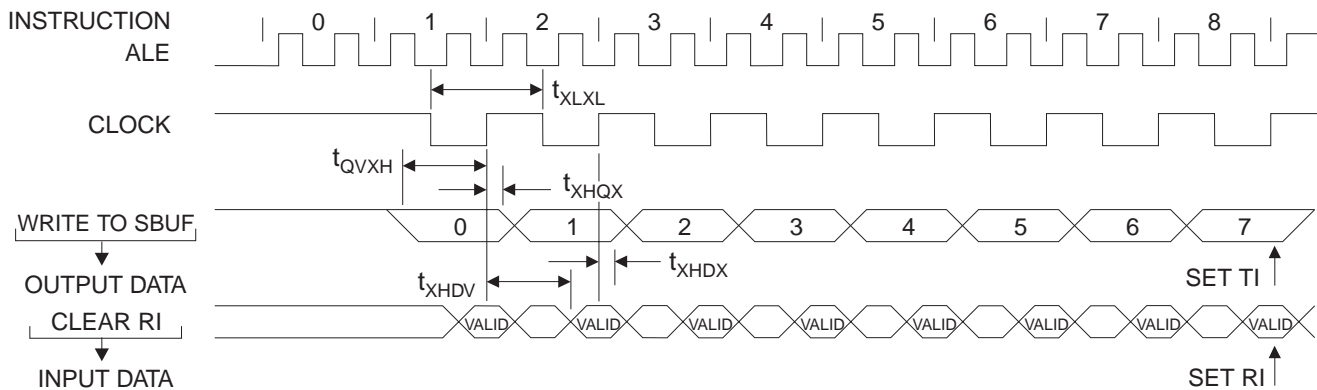 INSTRUCTION 0 1 2 3 4 5 6 7 8
ALE
tXLXL
CLOCK
tQVXH
tXHQX
WRITE TO SBUF 0 1 2 3 4 5 6 7
tXHDX
tXHDV
SET TI
OUTPUT DATA
CLEAR RI VALID VALID VALID VALID VALID VALID VALID VALID
INPUT DATA
SET RI